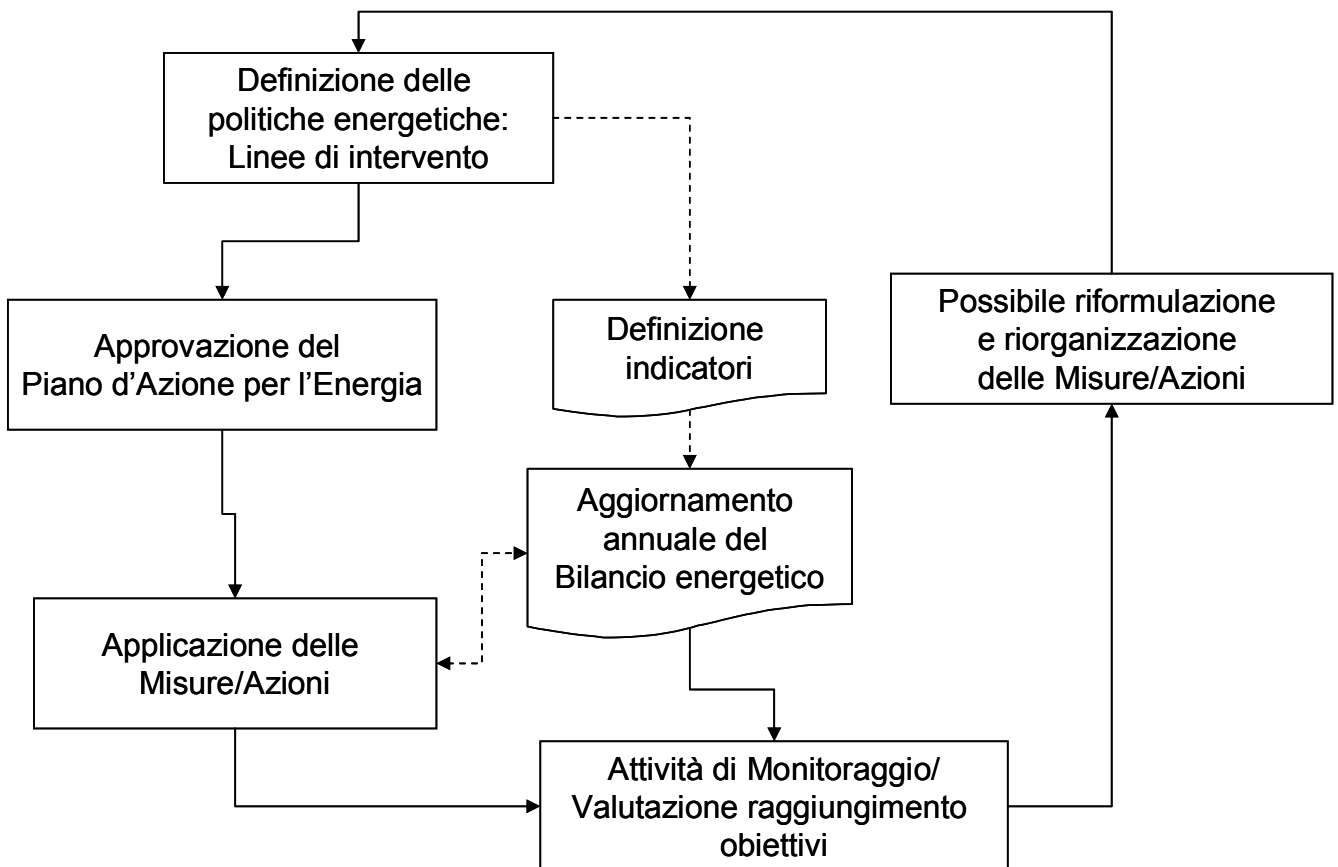 Definizione delle
politiche energetiche:
Linee di intervento
Approvazione del
Piano d'Azione per l'Energia
Definizione
indicatori
Possibile riformulazione
e riorganizzazione
delle Misure/Azioni
Aggiornamento
annuale del
Bilancio energetico
Applicazione delle
Misure/Azioni
Attività di Monitoraggio/
Valutazione raggiungimento
obiettivi